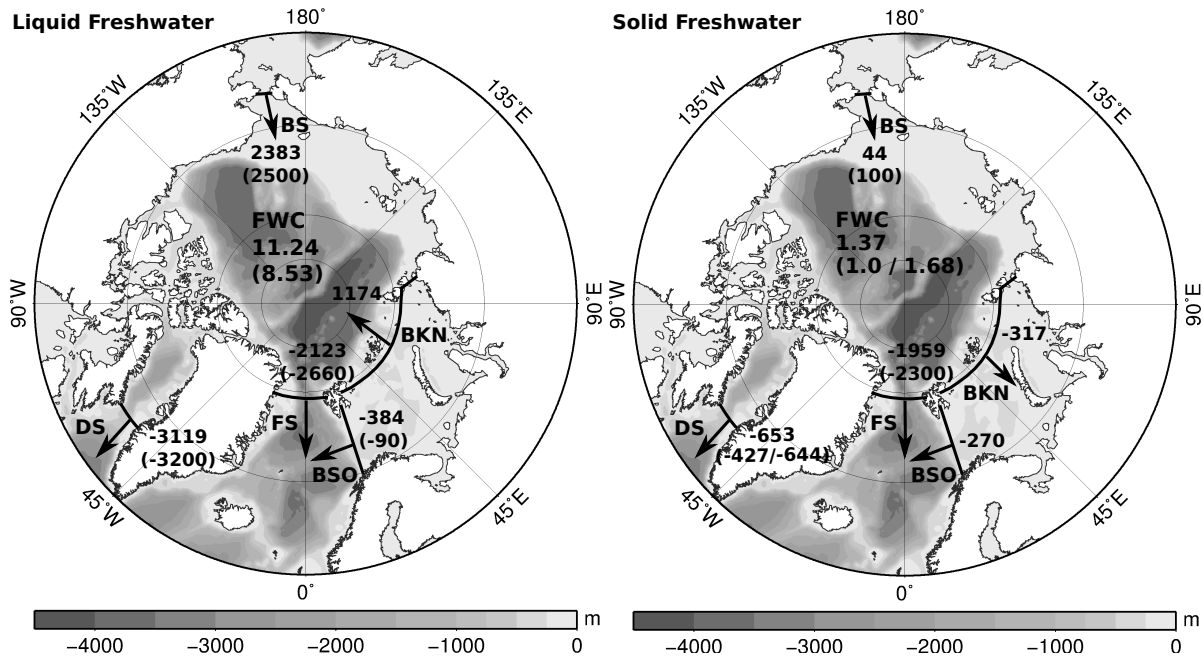 Liquid Freshwater
180°
135°W
135°E
BS
2383
(2500)
FWC
11.24
(8.53)
1174
90°W
90°E
BKN
-2123
(-2660)
-384
(-90)
DS
FS
-3119
(-3200)
BSO
45°W
45°E
0°
m
−4000
−3000
−2000
−1000
0
Solid Freshwater
180°
135°W
135°E
BS
44
(100)
FWC
1.37
(1.0 / 1.68)
90°W
90°E
-317
-1959
(-2300)
BKN
DS
FS
-653
(-427/-644)
-270
BSO
45°W
45°E
0°
m
−4000
−3000
−2000
−1000
0